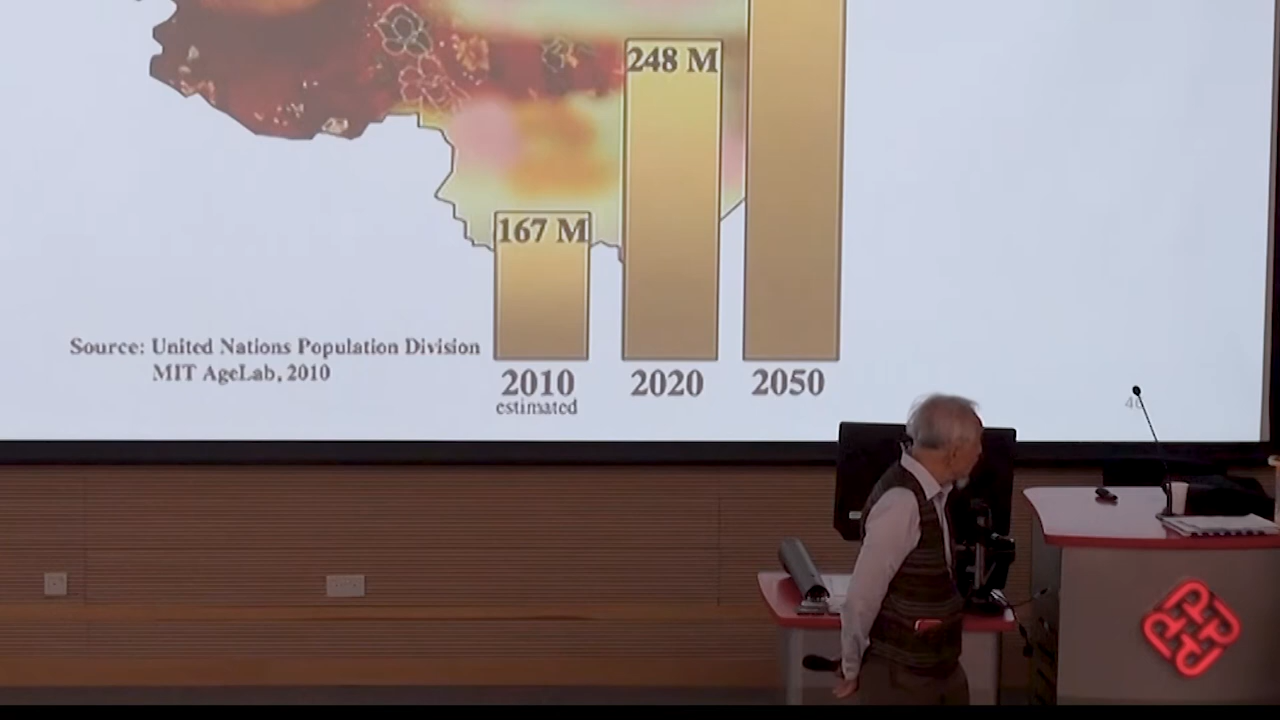 248 M
167 M
Source: United Nations Population Division
MIT AgeLab, 2010
2010
2020
2050
estimated